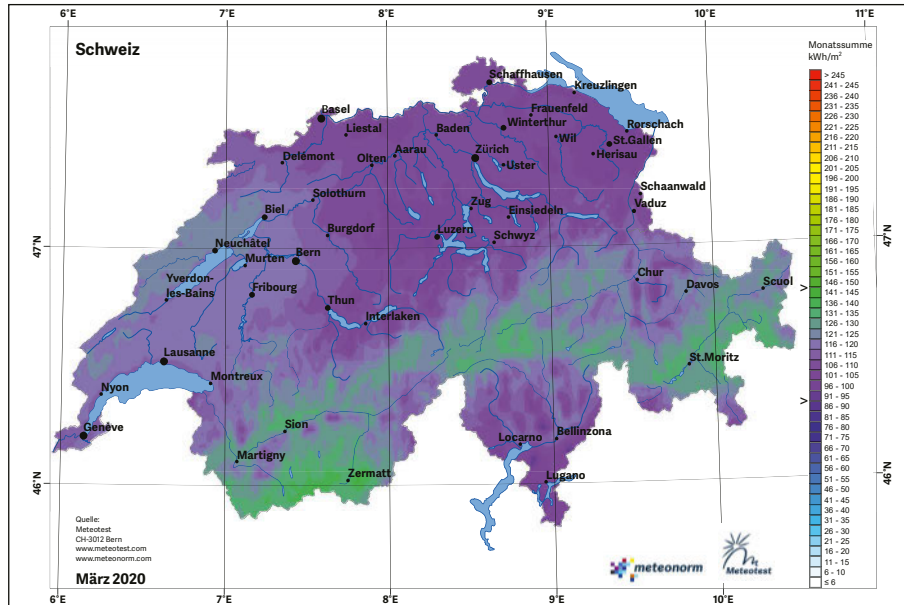 6°E 7°E 8°E 9°E 10°E 11°E
Schweiz
Monatssumme
kWh/m²
> 245
241 - 245
236 - 240
231 - 235
226 - 230
221 - 225
216 - 220
211 - 215
206 - 210
201 - 205
196 - 200
191 - 195
186 - 190
181 - 185
176 - 180
171 - 175
166 - 170
161 - 165
156 - 160
151 - 155
146 - 150
141 - 145
136 - 140
131 - 135
126 - 130
121 - 125
116 - 120
111 - 115
106 - 110
101 - 105
96 - 100
91 - 95
86 - 90
81 - 85
76 - 80
71 - 75
66 - 70
61 - 65
56 - 60
51 - 55
46 - 50
41 - 45
36 - 40
31 - 35
26 - 30
21 - 25
16 - 20
11 - 15
6 - 10
≤ 6
>
>
Schaffhausen
Kreuzlingen
Basel
Frauenfeld
Winterthur
Rorschach
Liestal
Baden
Wil
St.Gallen
Delémont
Olten
Aarau
Zürich
Uster
Herisau
Solothurn
Schaanwald
Biel
Zug
Einsiedeln
Vaduz
Burgdorf
Luzern
Schwyz
47°N
47°N
Neuchâtel
Murten
Bern
Yverdon-
les-Bains
Fribourg
Chur
Davos
Scuol
Thun
Interlaken
Lausanne
St.Moritz
Nyon
Montreux
Genêve
Sion
Locarno
Bellinzona
Martigny
Zermatt
Lugano
46°N
46°N
Quelle:
Meteotest
CH-3012 Bern
www.meteotest.com
www.meteonorm.com
meteonorm
Meteotest
März 2020
6°E 7°E 8°E 9°E 10°E